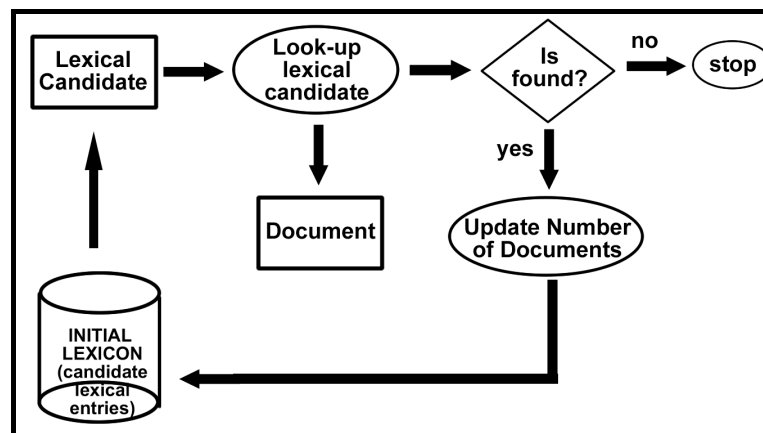 Lexical
Candidate
Look-up
lexical
candidate
Is
found?
no
stop
yes
Document
Update Number
of Documents
INITIAL
LEXICON
(candidate
lexical
entries)